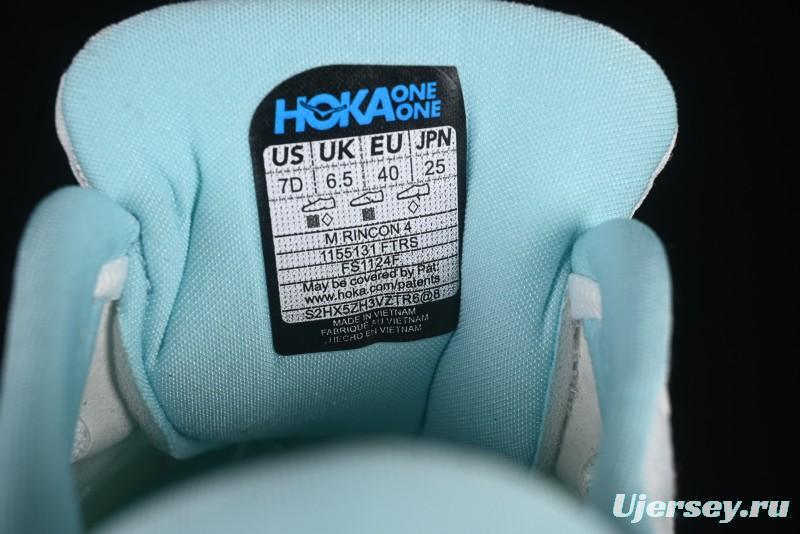 HOKA ONE ONE
US UK EU JPN
7D 6.5 40 25
M RINCON 4
1155131 FTRS
FS1124F
May be covered by Pat.
www.hoka.com/patents
S2HX5ZH3VZTR6@8
MADE IN VIETNAM
FABRIQUÉ AU VIETNAM
HECHO EN VIETNAM
Ujersey.ru